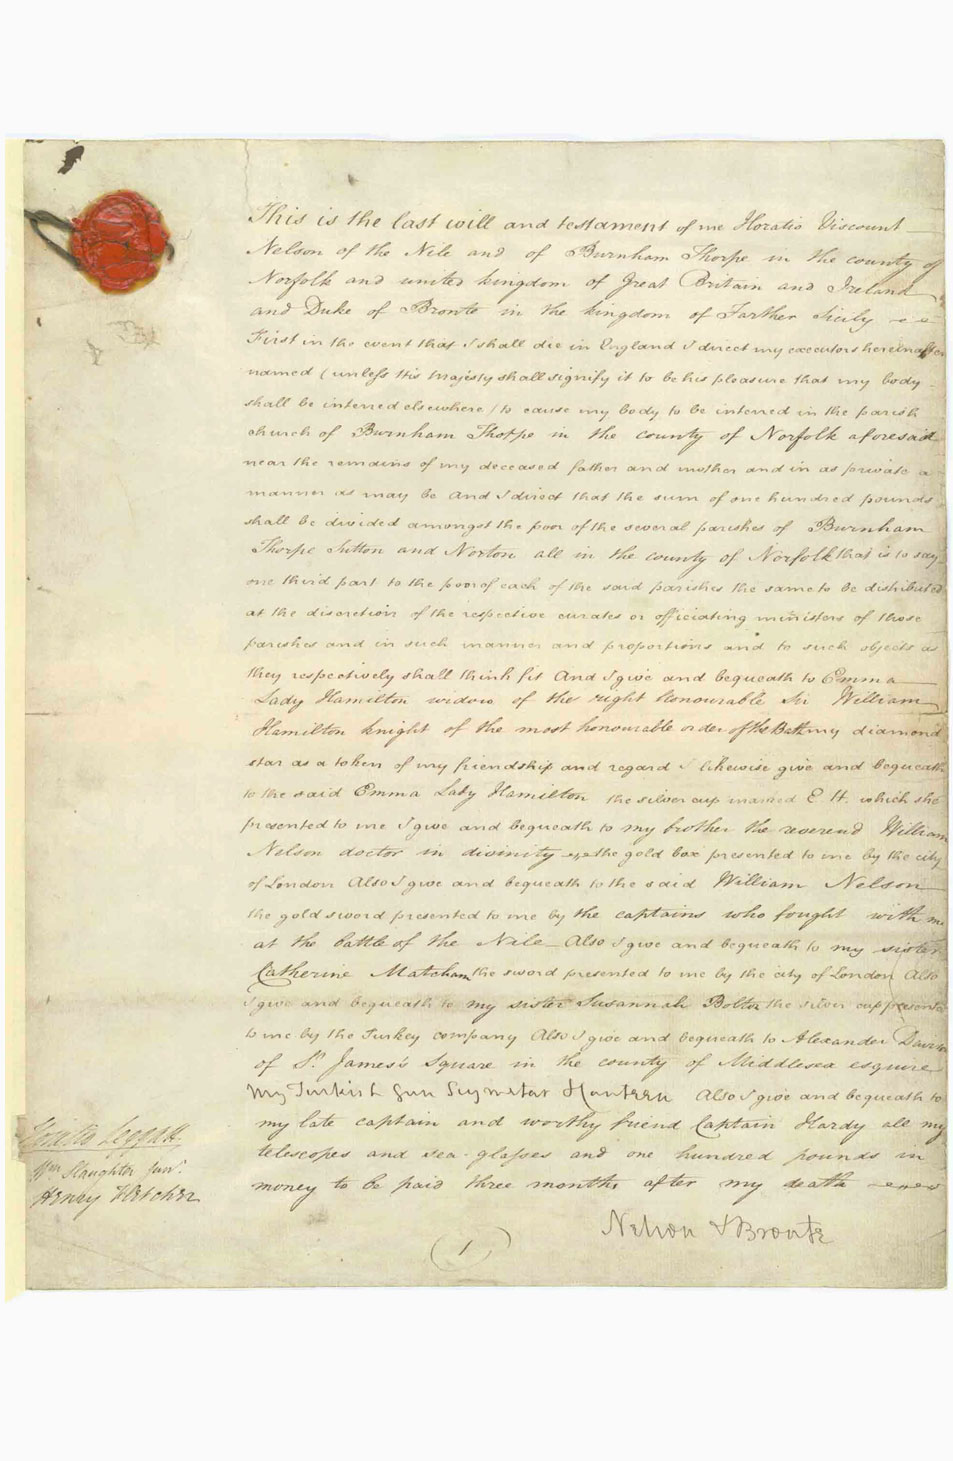 This is the last will and testament of me Horatio Viscount
Nelson of the Nile and of Burnham Thorpe in the county of
Norfolk and united kingdom of Great Britain and Ireland
and Duke of Bronte in the kingdom of Farther Sicily
First in the event that I shall die in England I direct my executors hereinafter
named (unless His Majesty shall signify it to be his pleasure that my body
shall be interred elsewhere) to cause my body to be interred in the parish
church of Burnham Thorpe in the county of Norfolk aforesaid
near the remains of my deceased father and mother and in as private a
manner as may be And I direct that the sum of one hundred pounds
shall be divided amongst the poor of the several parishes of Burnham
Thorpe Sutton and Norton all in the county of Norfolk that is to say
one third part to the poor of each of the said parishes the same to be distributed
at the discretion of the respective curates or officiating ministers of those
parishes and in such manner and proportions and to such objects as
they respectively shall think fit And I give and bequeath to Emma
Lady Hamilton widow of the right honourable Sir William
Hamilton knight of the most honourable order of the Bath my diamond
star as a token of my friendship and regard I likewise give and bequeath
to the said Emma Lady Hamilton the silver cup marked E. H. which she
presented to me I give and bequeath to my brother the reverend William
Nelson doctor in divinity the gold box presented to me by the city
of London Also I give and bequeath to the said William Nelson
the gold sword presented to me by the captains who fought with me
at the battle of the Nile Also I give and bequeath to my sister
Catherine Matcham the sword presented to me by the city of London Also
I give and bequeath to my sister Susannah Bolton the silver cup presented
to me by the Turkey company Also I give and bequeath to Alexander Davison
of St. James's Square in the county of Middlesex esquire
My Turkish Gun Scymetar & Canteen Also I give and bequeath to
my late captain and worthy friend Captain Hardy all my
telescopes and sea-glasses and one hundred pounds in
money to be paid three months after my death
Horatio Leggatt.
Wm Slaughter Junr.
Henry Fletcher
Nelson & Bronte
(1)